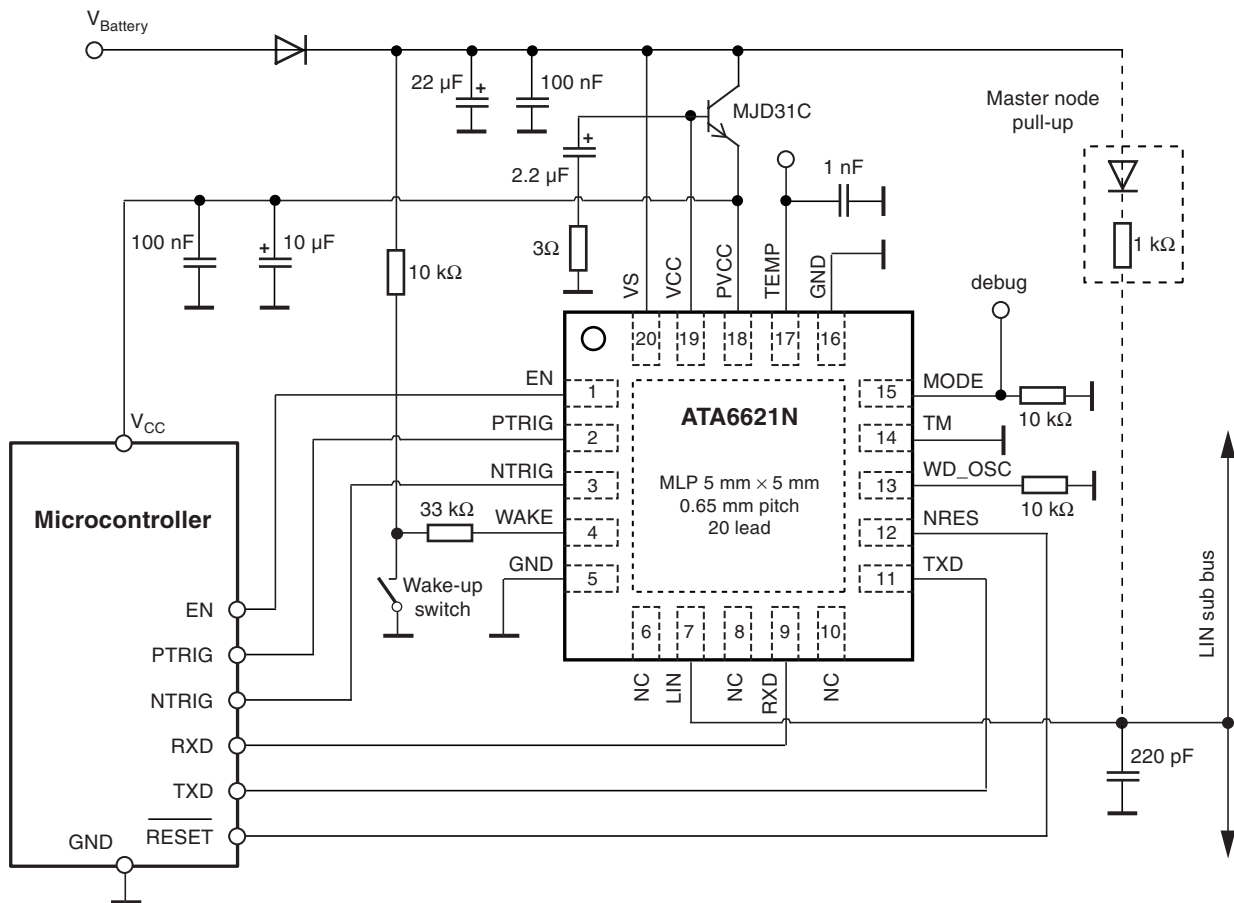 VBattery
22 µF
+
100 nF
MJD31C
Master node
pull-up
+
2.2 µF
1 nF
100 nF
+
10 µF
10 kΩ
3Ω
1 kΩ
VS
VCC
PVCC
TEMP
GND
debug
20
19
18
17
16
EN
1
15
MODE
ATA6621N
10 kΩ
VCC
PTRIG
2
14
TM
NTRIG
3
MLP 5 mm × 5 mm
0.65 mm pitch
20 lead
13
WD_OSC
10 kΩ
Microcontroller
33 kΩ
WAKE
4
12
NRES
GND
5
11
TXD
Wake-up
switch
EN
6
7
8
9
10
LIN sub bus
PTRIG
NC
LIN
NC
RXD
NC
NTRIG
RXD
220 pF
TXD
GND
RESET